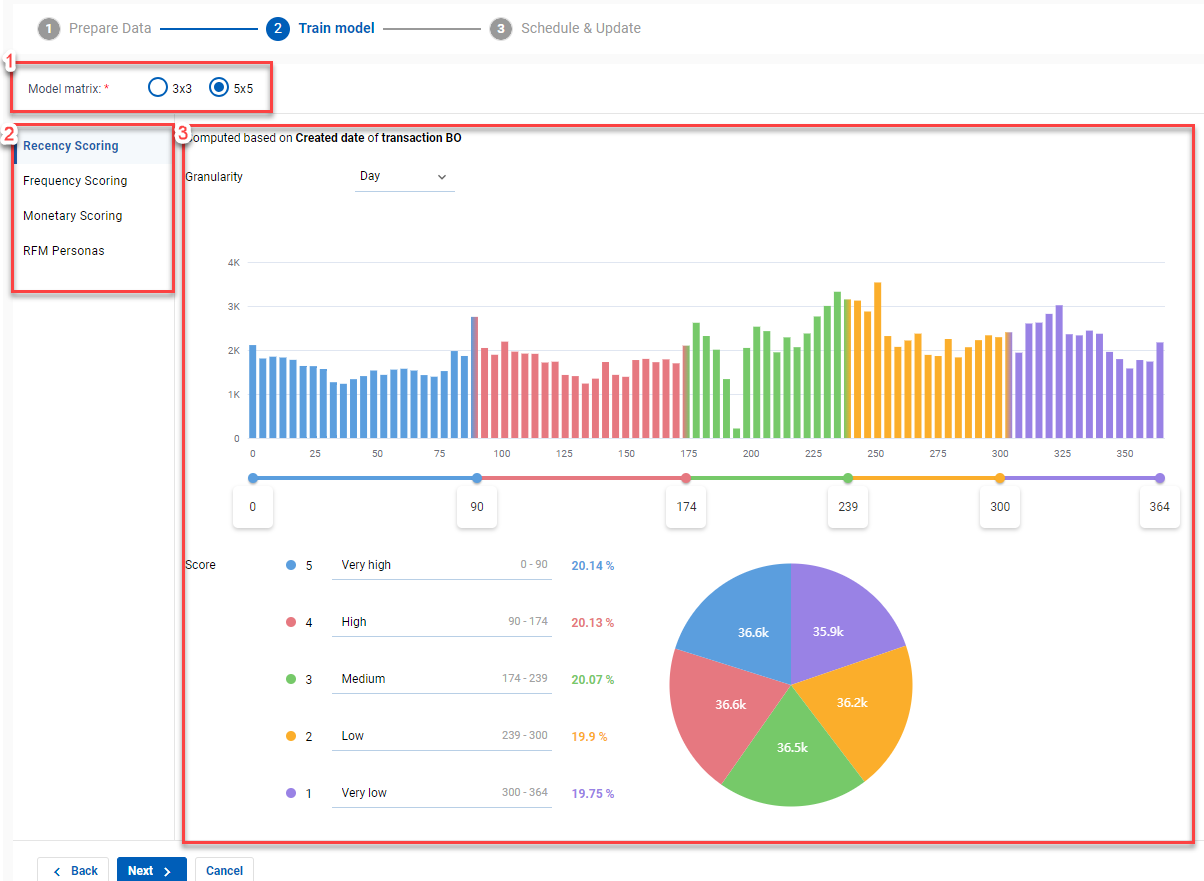 1 Prepare Data 2 Train model 3 Schedule & Update
1
Model matrix: * 3x3 5x5
2
Recency Scoring
Frequency Scoring
Monetary Scoring
RFM Personas
3
omputed based on Created date of transaction BO
Granularity Day
4K
3K
2K
1K
0
0 25 50 75 100 125 150 175 200 225 250 275 300 325 350
0 90 174 239 300 364
Score 5 Very high 0 - 90 20.14 %
4 High 90 - 174 20.13 %
3 Medium 174 - 239 20.07 %
2 Low 239 - 300 19.9 %
1 Very low 300 - 364 19.75 %
36.6k 35.9k
36.6k 36.2k
36.5k
Back Next Cancel